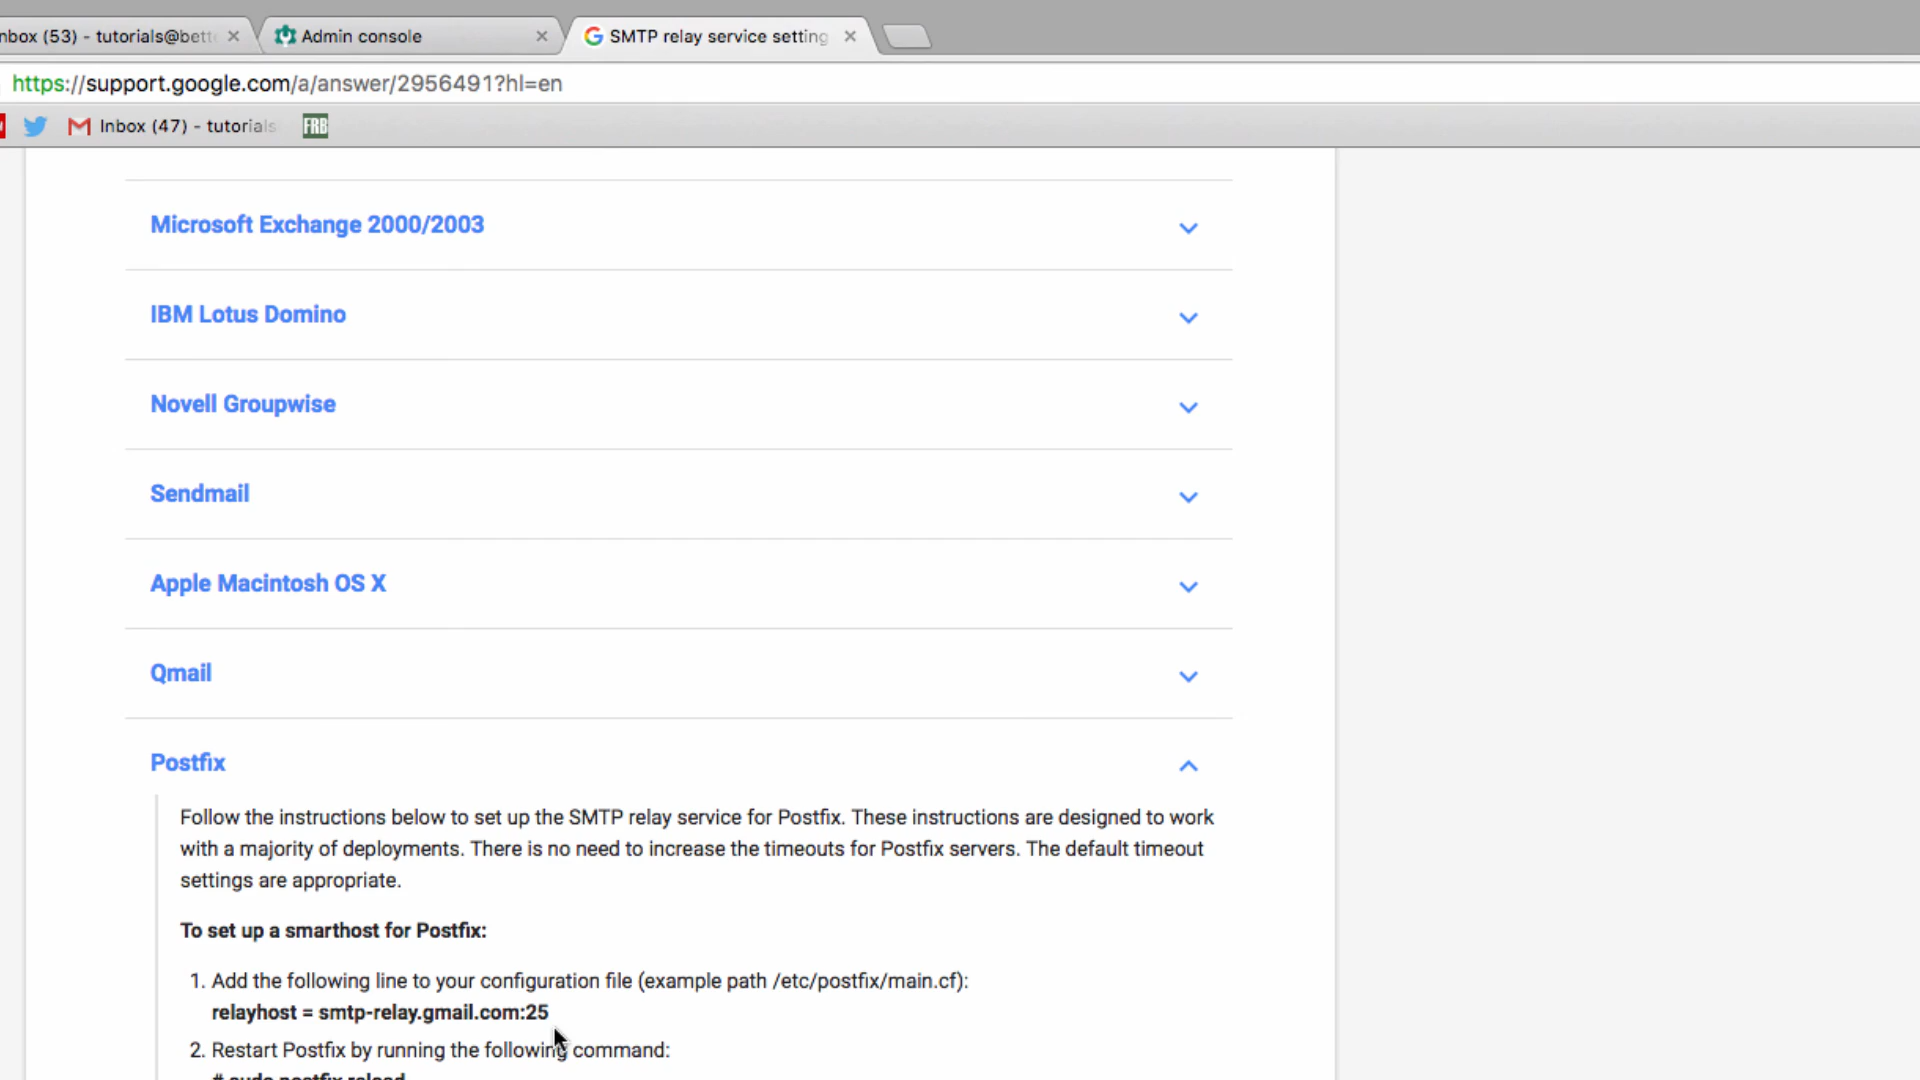 nbox (53) - tutorials@bett
Admin console
SMTP relay service setting
https://support.google.com/a/answer/2956491?hl=en
Inbox (47) - tutorials
FRB
Microsoft Exchange 2000/2003
IBM Lotus Domino
Novell Groupwise
Sendmail
Apple Macintosh OS X
Qmail
Postfix
Follow the instructions below to set up the SMTP relay service for Postfix. These instructions are designed to work
with a majority of deployments. There is no need to increase the timeouts for Postfix servers. The default timeout
settings are appropriate.
To set up a smarthost for Postfix:
1. Add the following line to your configuration file (example path /etc/postfix/main.cf):
relayhost = smtp-relay.gmail.com:25
2. Restart Postfix by running the following command:
# sudo postfix reload